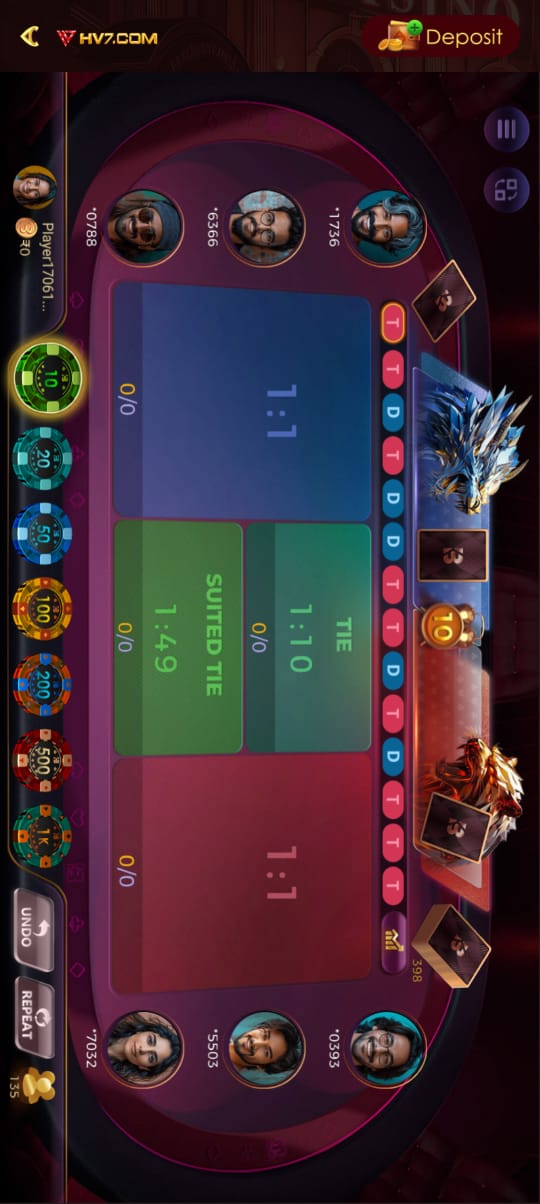 HV7.COM
Deposit
10
398
T T D T D D T T D T D T T T
*1736
*6366
*0788
1:1
0/0
TIE
1:10
0/0
SUITED TIE
1:49
0/0
1:1
0/0
*0393
*5503
*7032
Player17061...
₹0
10
20
50
100
200
500
1K
UNDO
REPEAT
135